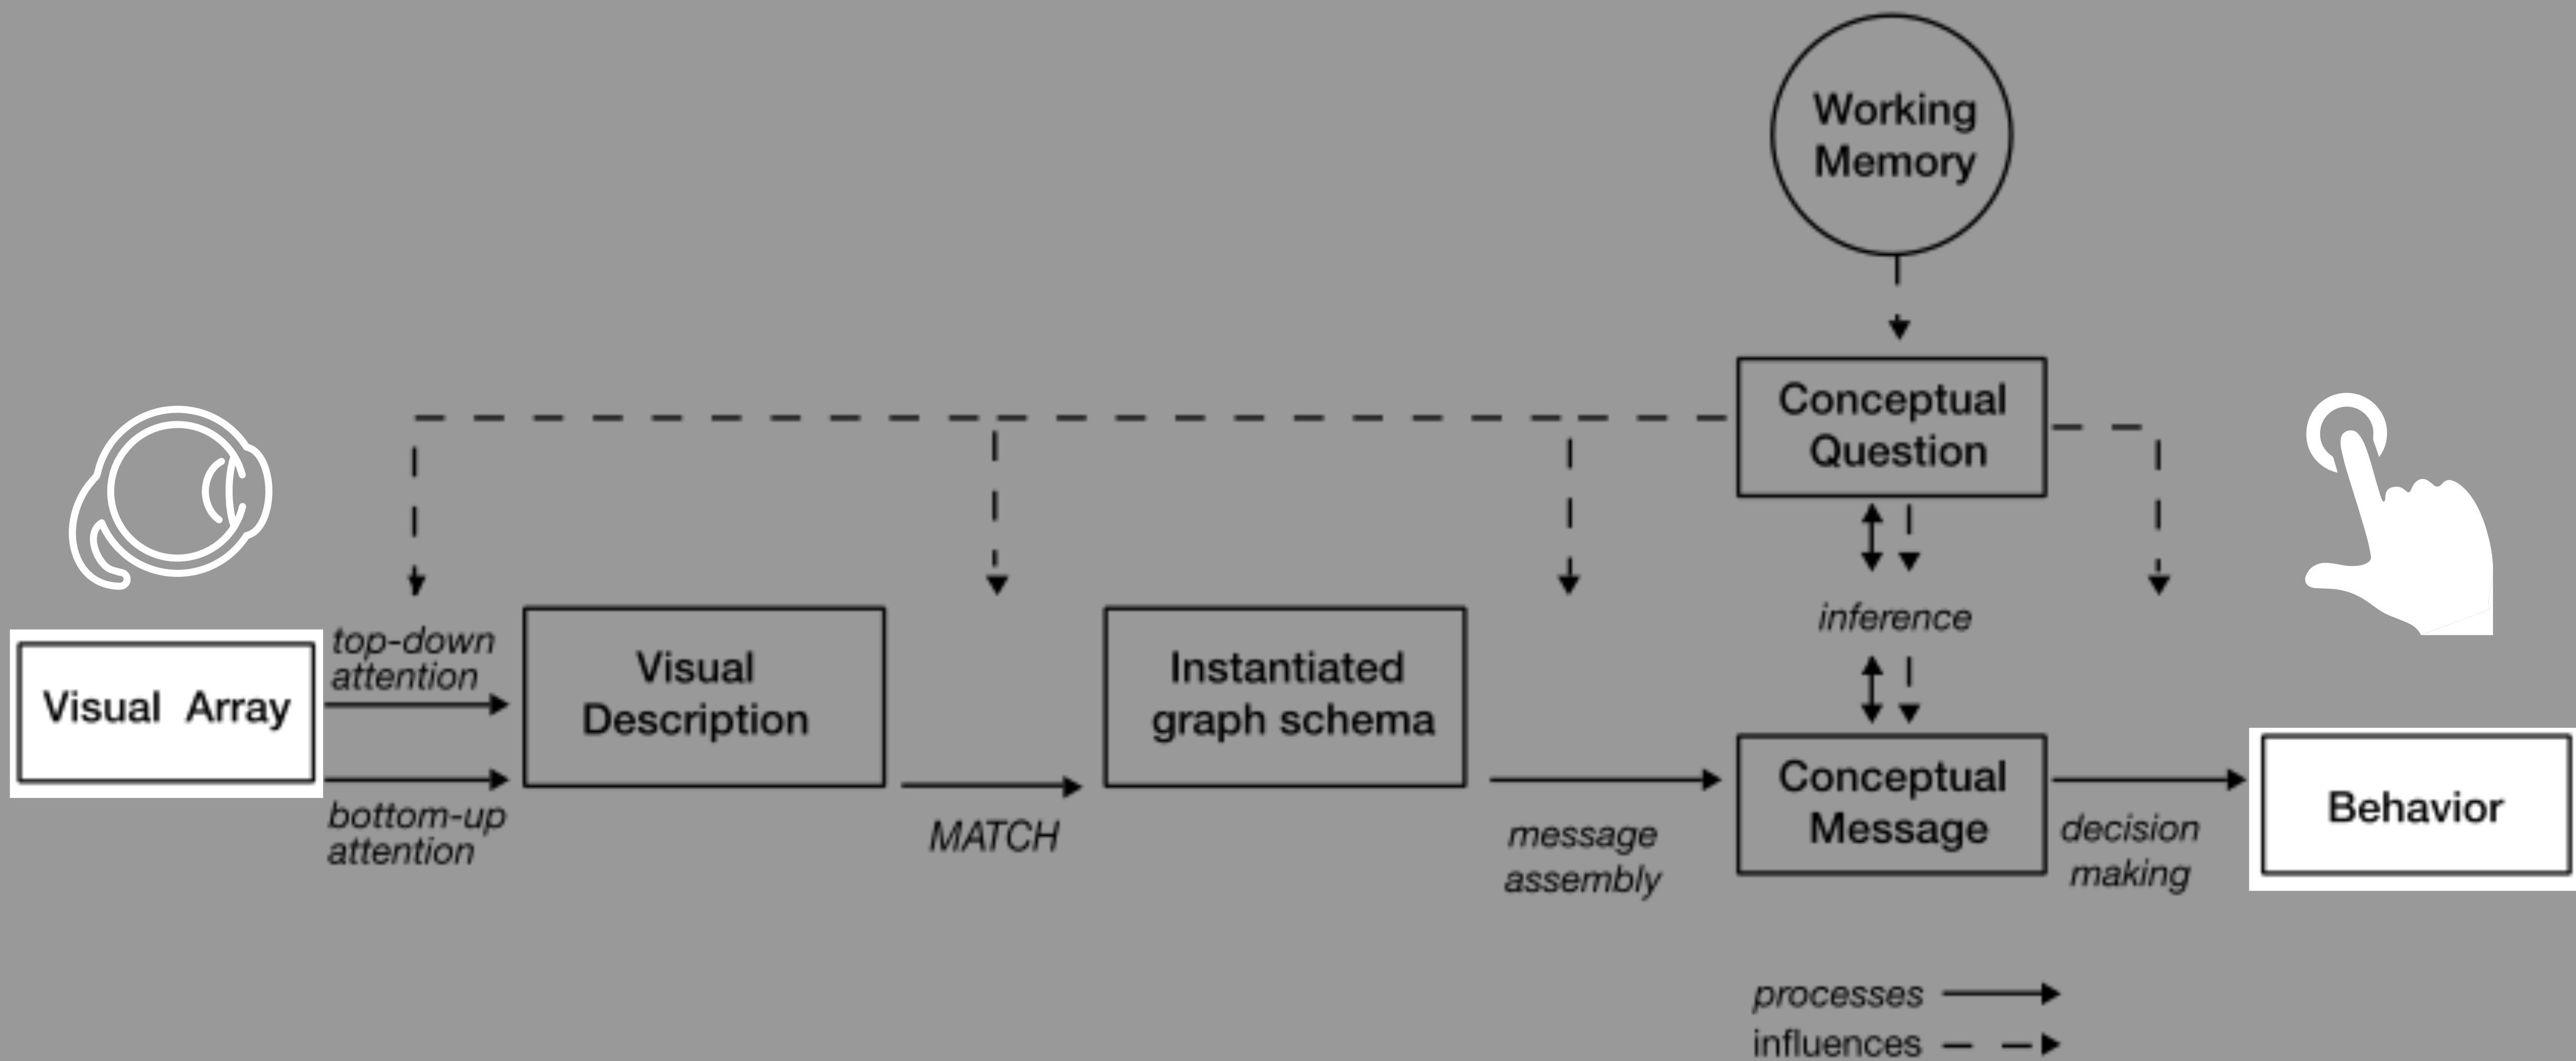 Working
Memory
Conceptual
Question
top-down
attention
Visual Array
bottom-up
attention
Visual
Description
MATCH
Instantiated
graph schema
message
assembly
inference
Conceptual
Message
decision
making
Behavior
processes
influences